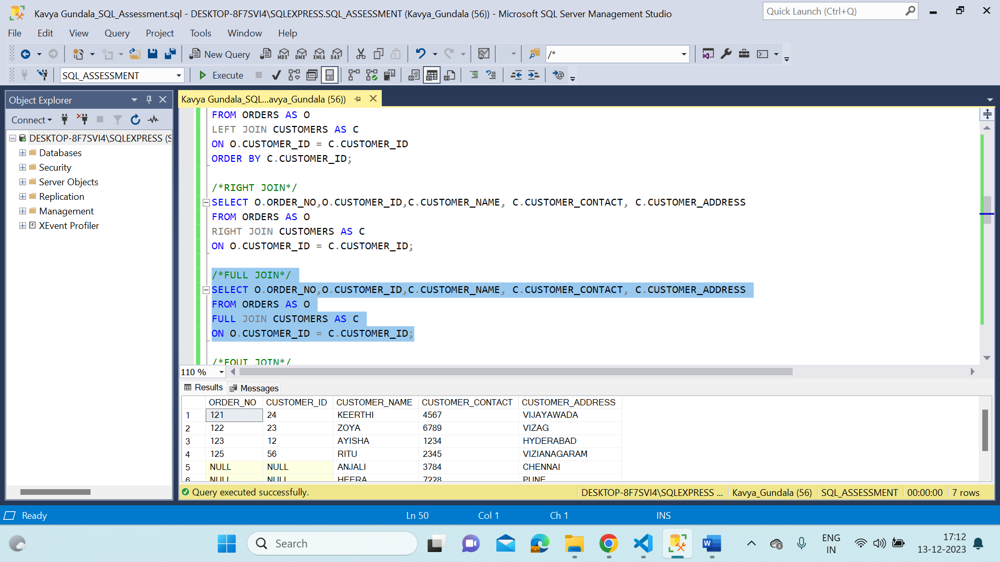 Kavya Gundala_SQL_Assessment.sql - DESKTOP-8F7SVI4\SQLEXPRESS.SQL_ASSESSMENT (Kavya_Gundala (56)) - Microsoft SQL Server Management Studio
Quick Launch (Ctrl+Q)
File Edit View Query Project Tools Window Help
New Query
MDX DMX XMLA DAX
/*
SQL_ASSESSMENT
Execute
Object Explorer
Kavya Gundala_SQL...avya_Gundala (56))
Connect
DESKTOP-8F7SVI4\SQLEXPRESS (S
Databases
Security
Server Objects
Replication
Management
XEvent Profiler
FROM ORDERS AS O
LEFT JOIN CUSTOMERS AS C
ON O.CUSTOMER_ID = C.CUSTOMER_ID
ORDER BY C.CUSTOMER_ID;
/*RIGHT JOIN*/
SELECT O.ORDER_NO,O.CUSTOMER_ID,C.CUSTOMER_NAME, C.CUSTOMER_CONTACT, C.CUSTOMER_ADDRESS
FROM ORDERS AS O
RIGHT JOIN CUSTOMERS AS C
ON O.CUSTOMER_ID = C.CUSTOMER_ID;
/*FULL JOIN*/
SELECT O.ORDER_NO,O.CUSTOMER_ID,C.CUSTOMER_NAME, C.CUSTOMER_CONTACT, C.CUSTOMER_ADDRESS
FROM ORDERS AS O
FULL JOIN CUSTOMERS AS C
ON O.CUSTOMER_ID = C.CUSTOMER_ID;
/*EQUI JOIN*/
110 %
Results Messages
ORDER_NO CUSTOMER_ID CUSTOMER_NAME CUSTOMER_CONTACT CUSTOMER_ADDRESS
1 121 24 KEERTHI 4567 VIJAYAWADA
2 122 23 ZOYA 6789 VIZAG
3 123 12 AYISHA 1234 HYDERABAD
4 125 56 RITU 2345 VIZIANAGARAM
5 NULL NULL ANJALI 3784 CHENNAI
6 NULL NULL HEERA 7228 PUNE
Query executed successfully.
DESKTOP-8F7SVI4\SQLEXPRESS ... Kavya_Gundala (56) SQL_ASSESSMENT 00:00:00 7 rows
Ready
Ln 50 Col 1 Ch 1 INS
Search
ENG
IN
17:12
13-12-2023